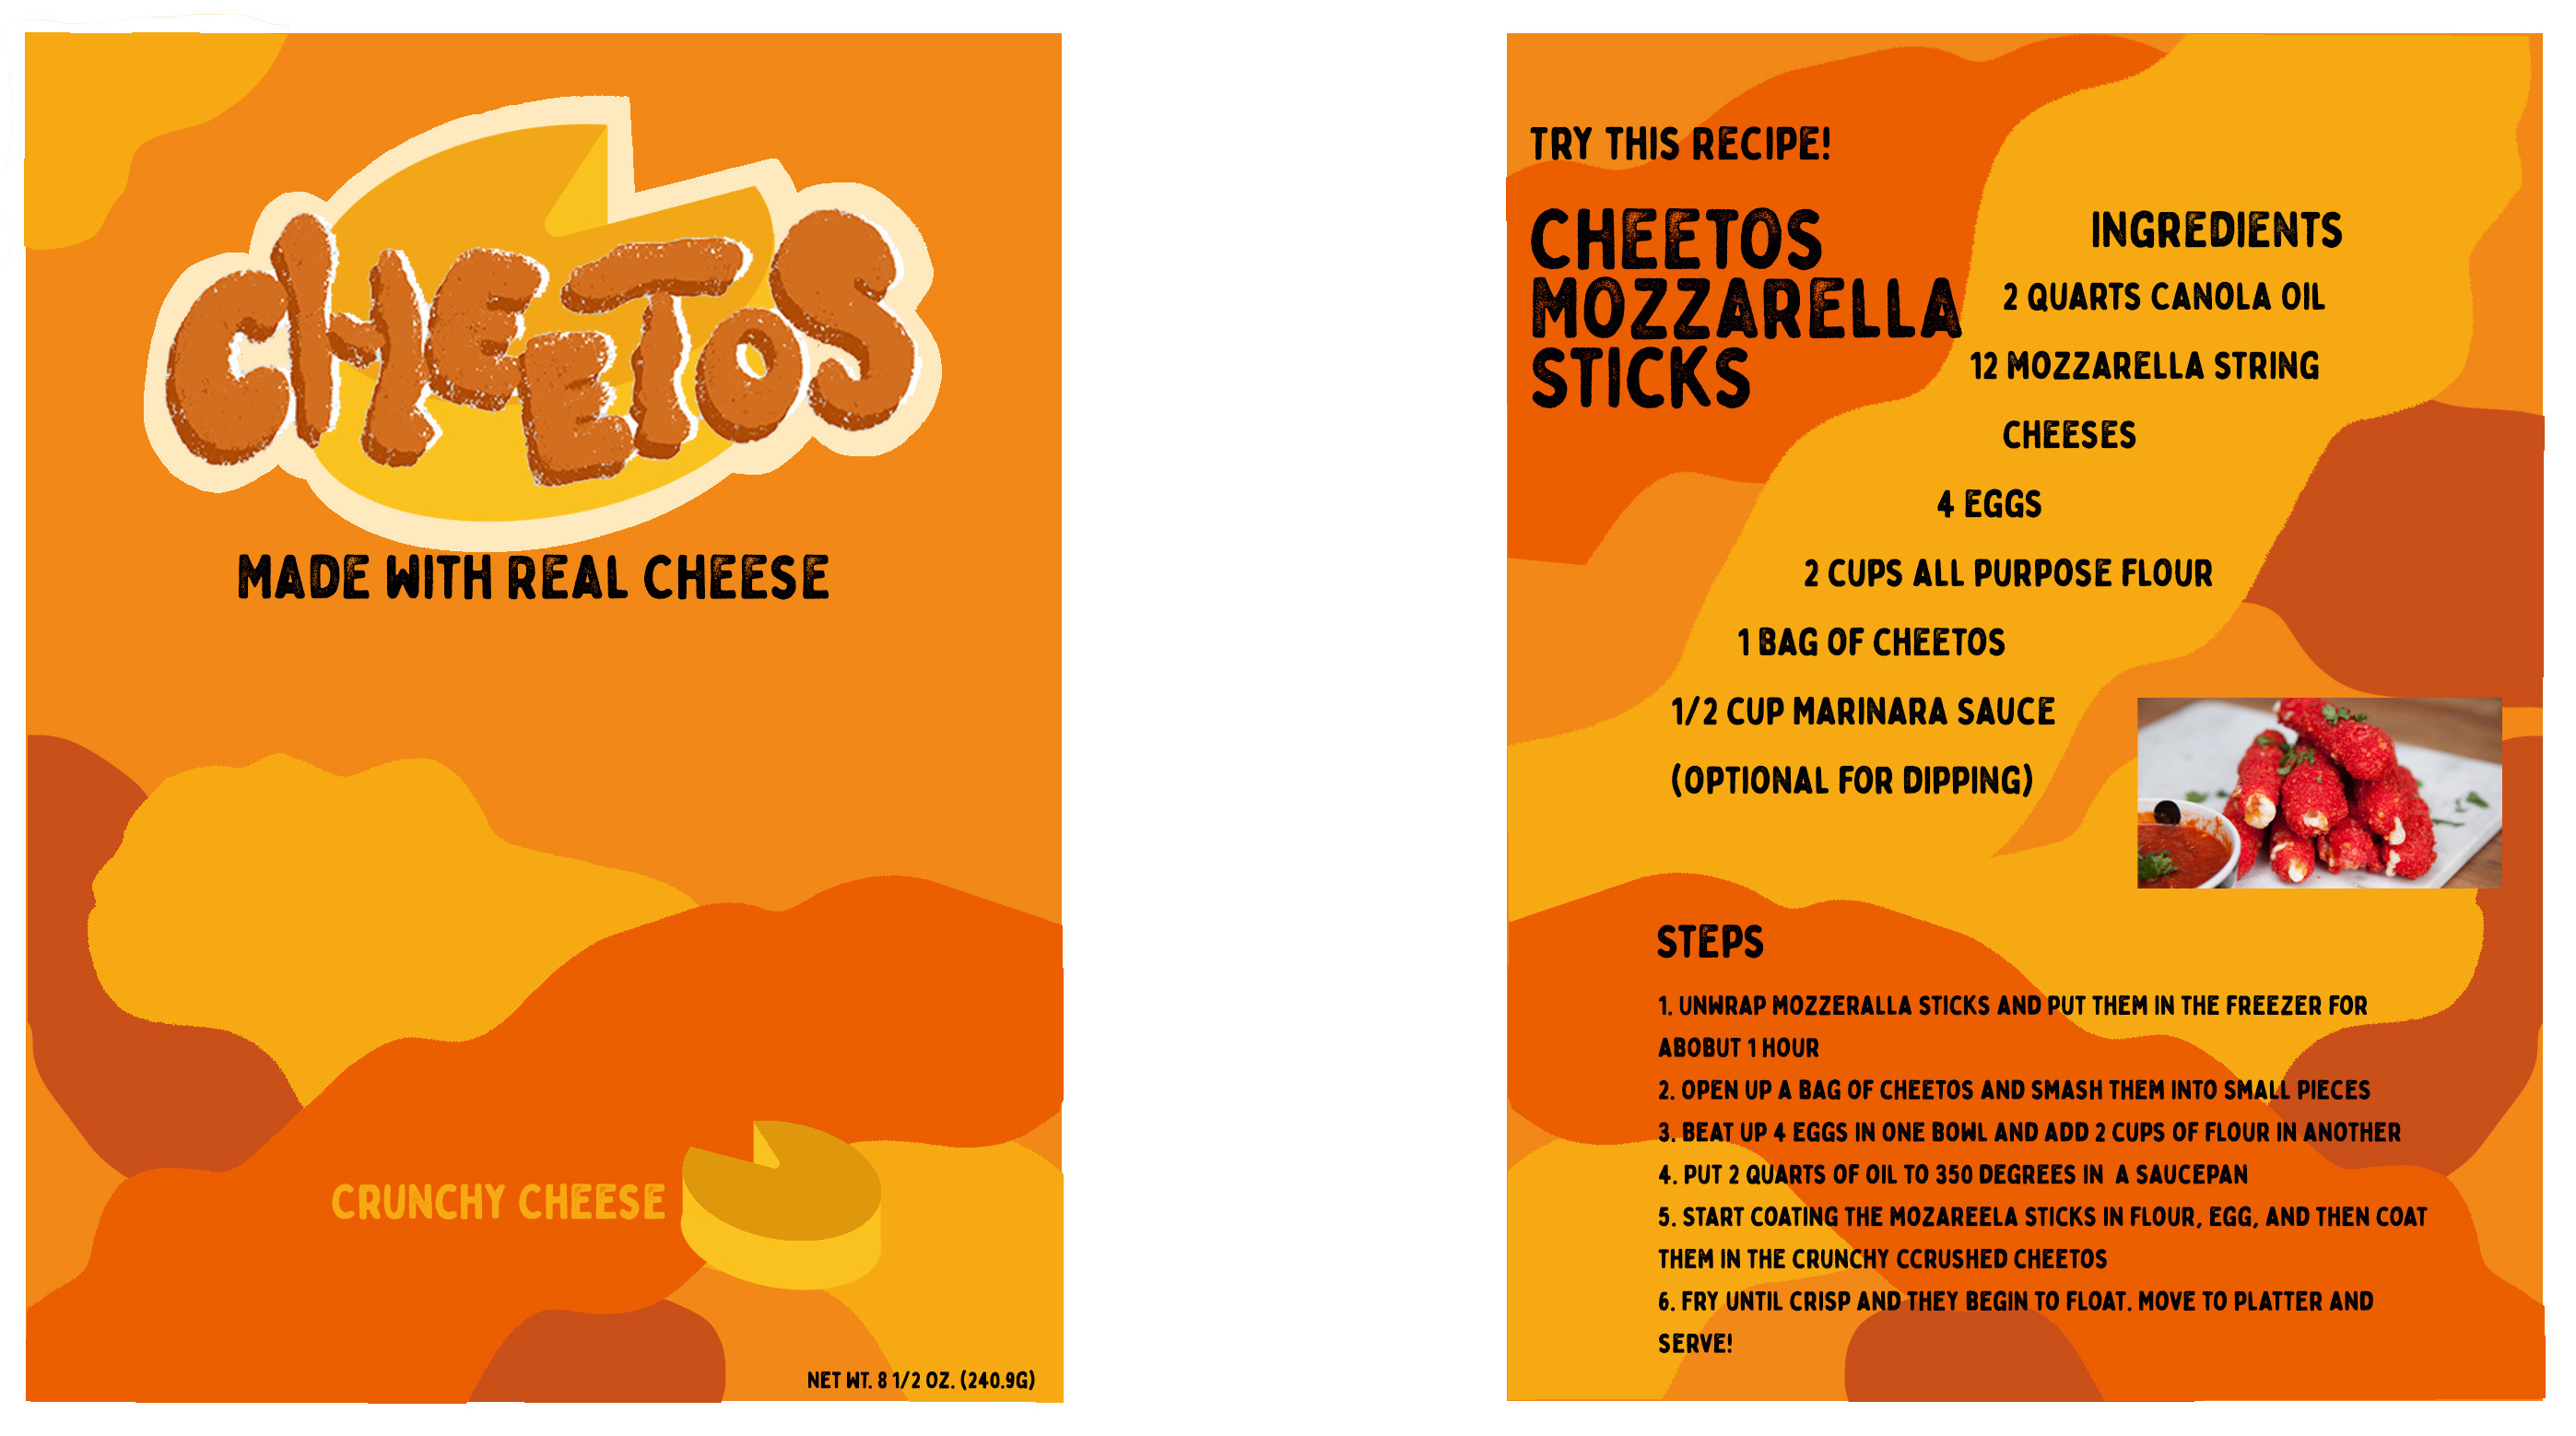 CHEETOS
MADE WITH REAL CHEESE
CRUNCHY CHEESE
NET WT. 8 1/2 OZ. (240.9G)
TRY THIS RECIPE!
CHEETOS
MOZZARELLA
STICKS
INGREDIENTS
2 QUARTS CANOLA OIL
12 MOZZARELLA STRING
CHEESES
4 EGGS
2 CUPS ALL PURPOSE FLOUR
1 BAG OF CHEETOS
1/2 CUP MARINARA SAUCE
(OPTIONAL FOR DIPPING)
STEPS
1. UNWRAP MOZZERALLA STICKS AND PUT THEM IN THE FREEZER FOR
ABOBUT 1 HOUR
2. OPEN UP A BAG OF CHEETOS AND SMASH THEM INTO SMALL PIECES
3. BEAT UP 4 EGGS IN ONE BOWL AND ADD 2 CUPS OF FLOUR IN ANOTHER
4. PUT 2 QUARTS OF OIL TO 350 DEGREES IN A SAUCEPAN
5. START COATING THE MOZAREELA STICKS IN FLOUR, EGG, AND THEN COAT
THEM IN THE CRUNCHY CCRUSHED CHEETOS
6. FRY UNTIL CRISP AND THEY BEGIN TO FLOAT. MOVE TO PLATTER AND
SERVE!